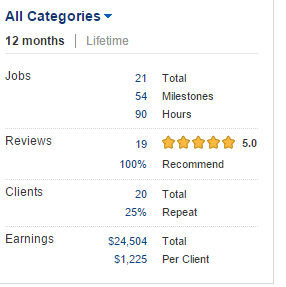 All Categories
12 months | Lifetime
Jobs 21 Total
54 Milestones
90 Hours
Reviews 19 5.0
100% Recommend
Clients 20 Total
25% Repeat
Earnings $24,504 Total
$1,225 Per Client